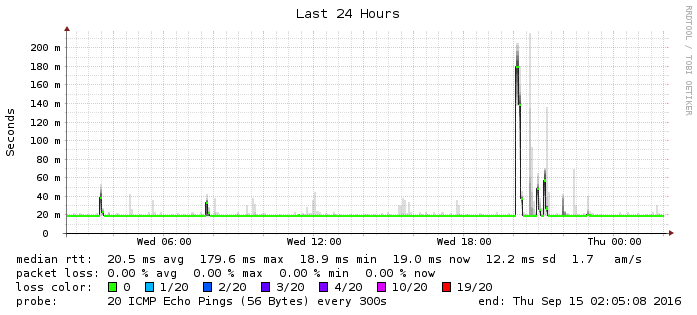 Last 24 Hours
RRDTOOL / TOBI OETIKER
Seconds
200 m
180 m
160 m
140 m
120 m
100 m
80 m
60 m
40 m
20 m
0
Wed 06:00 Wed 12:00 Wed 18:00 Thu 00:00
median rtt: 20.5 ms avg 179.6 ms max 18.9 ms min 19.0 ms now 12.2 ms sd 1.7 am/s
packet loss: 0.00 % avg 0.00 % max 0.00 % min 0.00 % now
loss color: 0 1/20 2/20 3/20 4/20 10/20 19/20
probe: 20 ICMP Echo Pings (56 Bytes) every 300s end: Thu Sep 15 02:05:08 2016